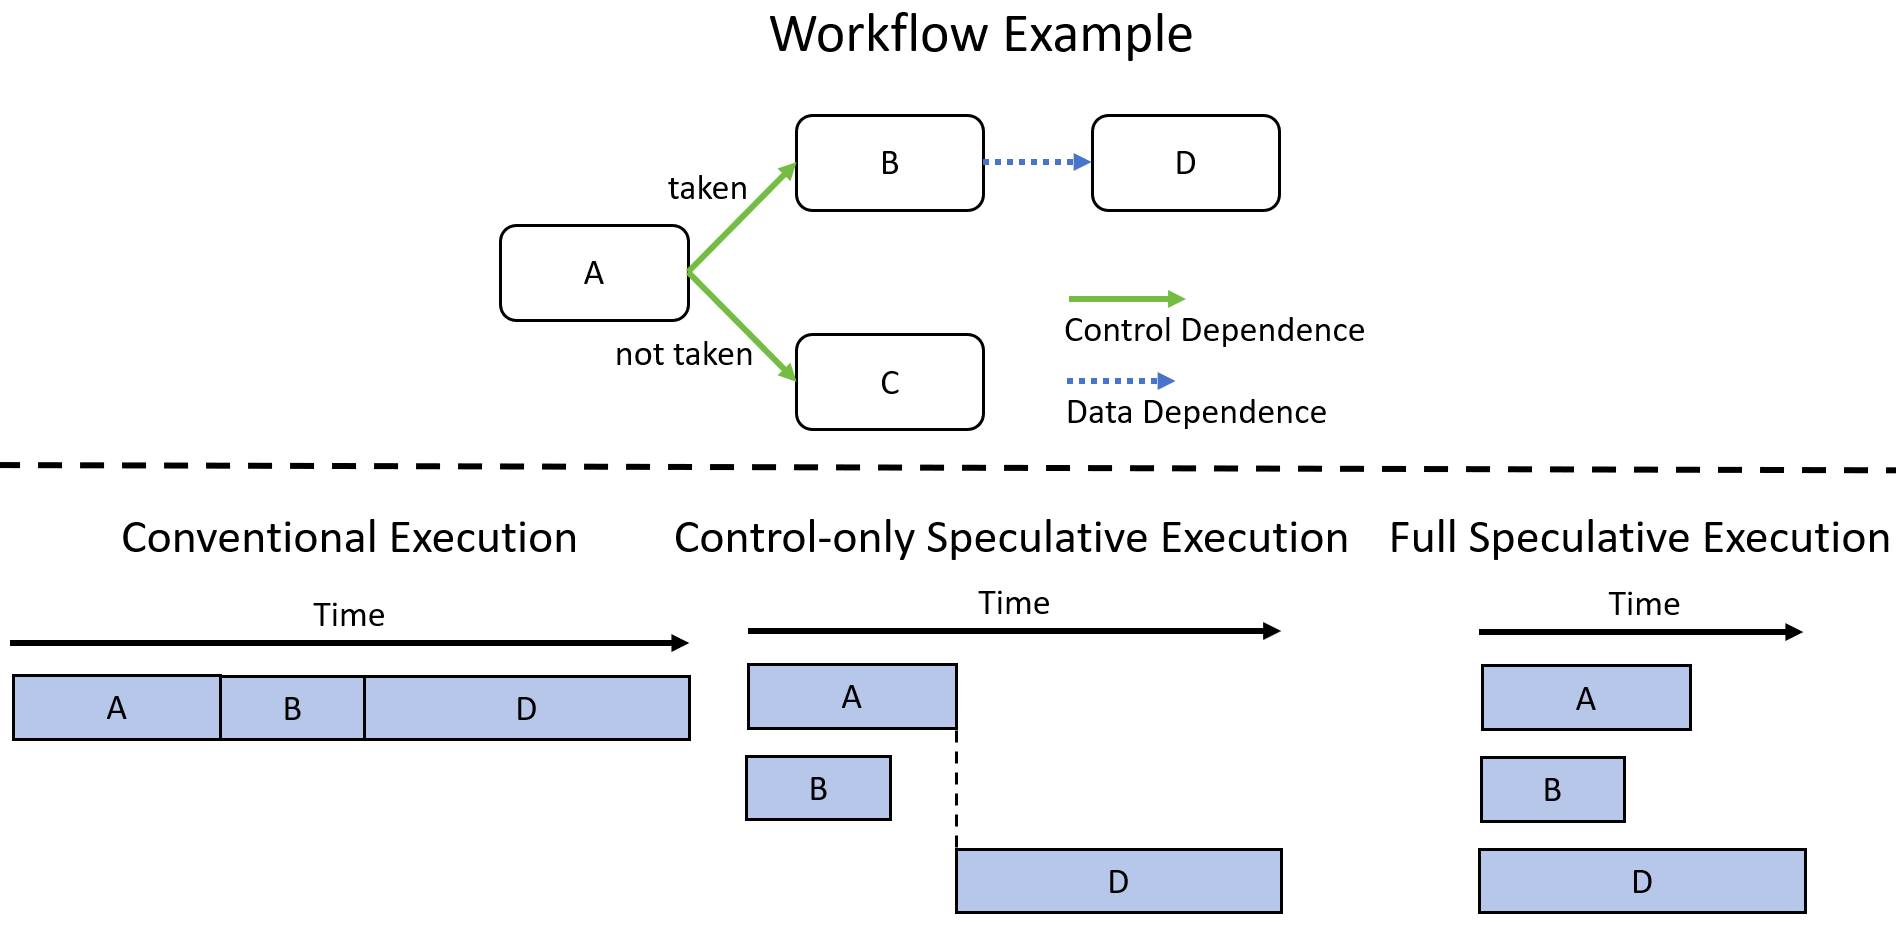 Workflow Example
B
D
taken
A
not taken
C
Control Dependence
Data Dependence
Conventional Execution
Control-only Speculative Execution
Full Speculative Execution
Time
A
B
D
Time
A
B
D
Time
A
B
D